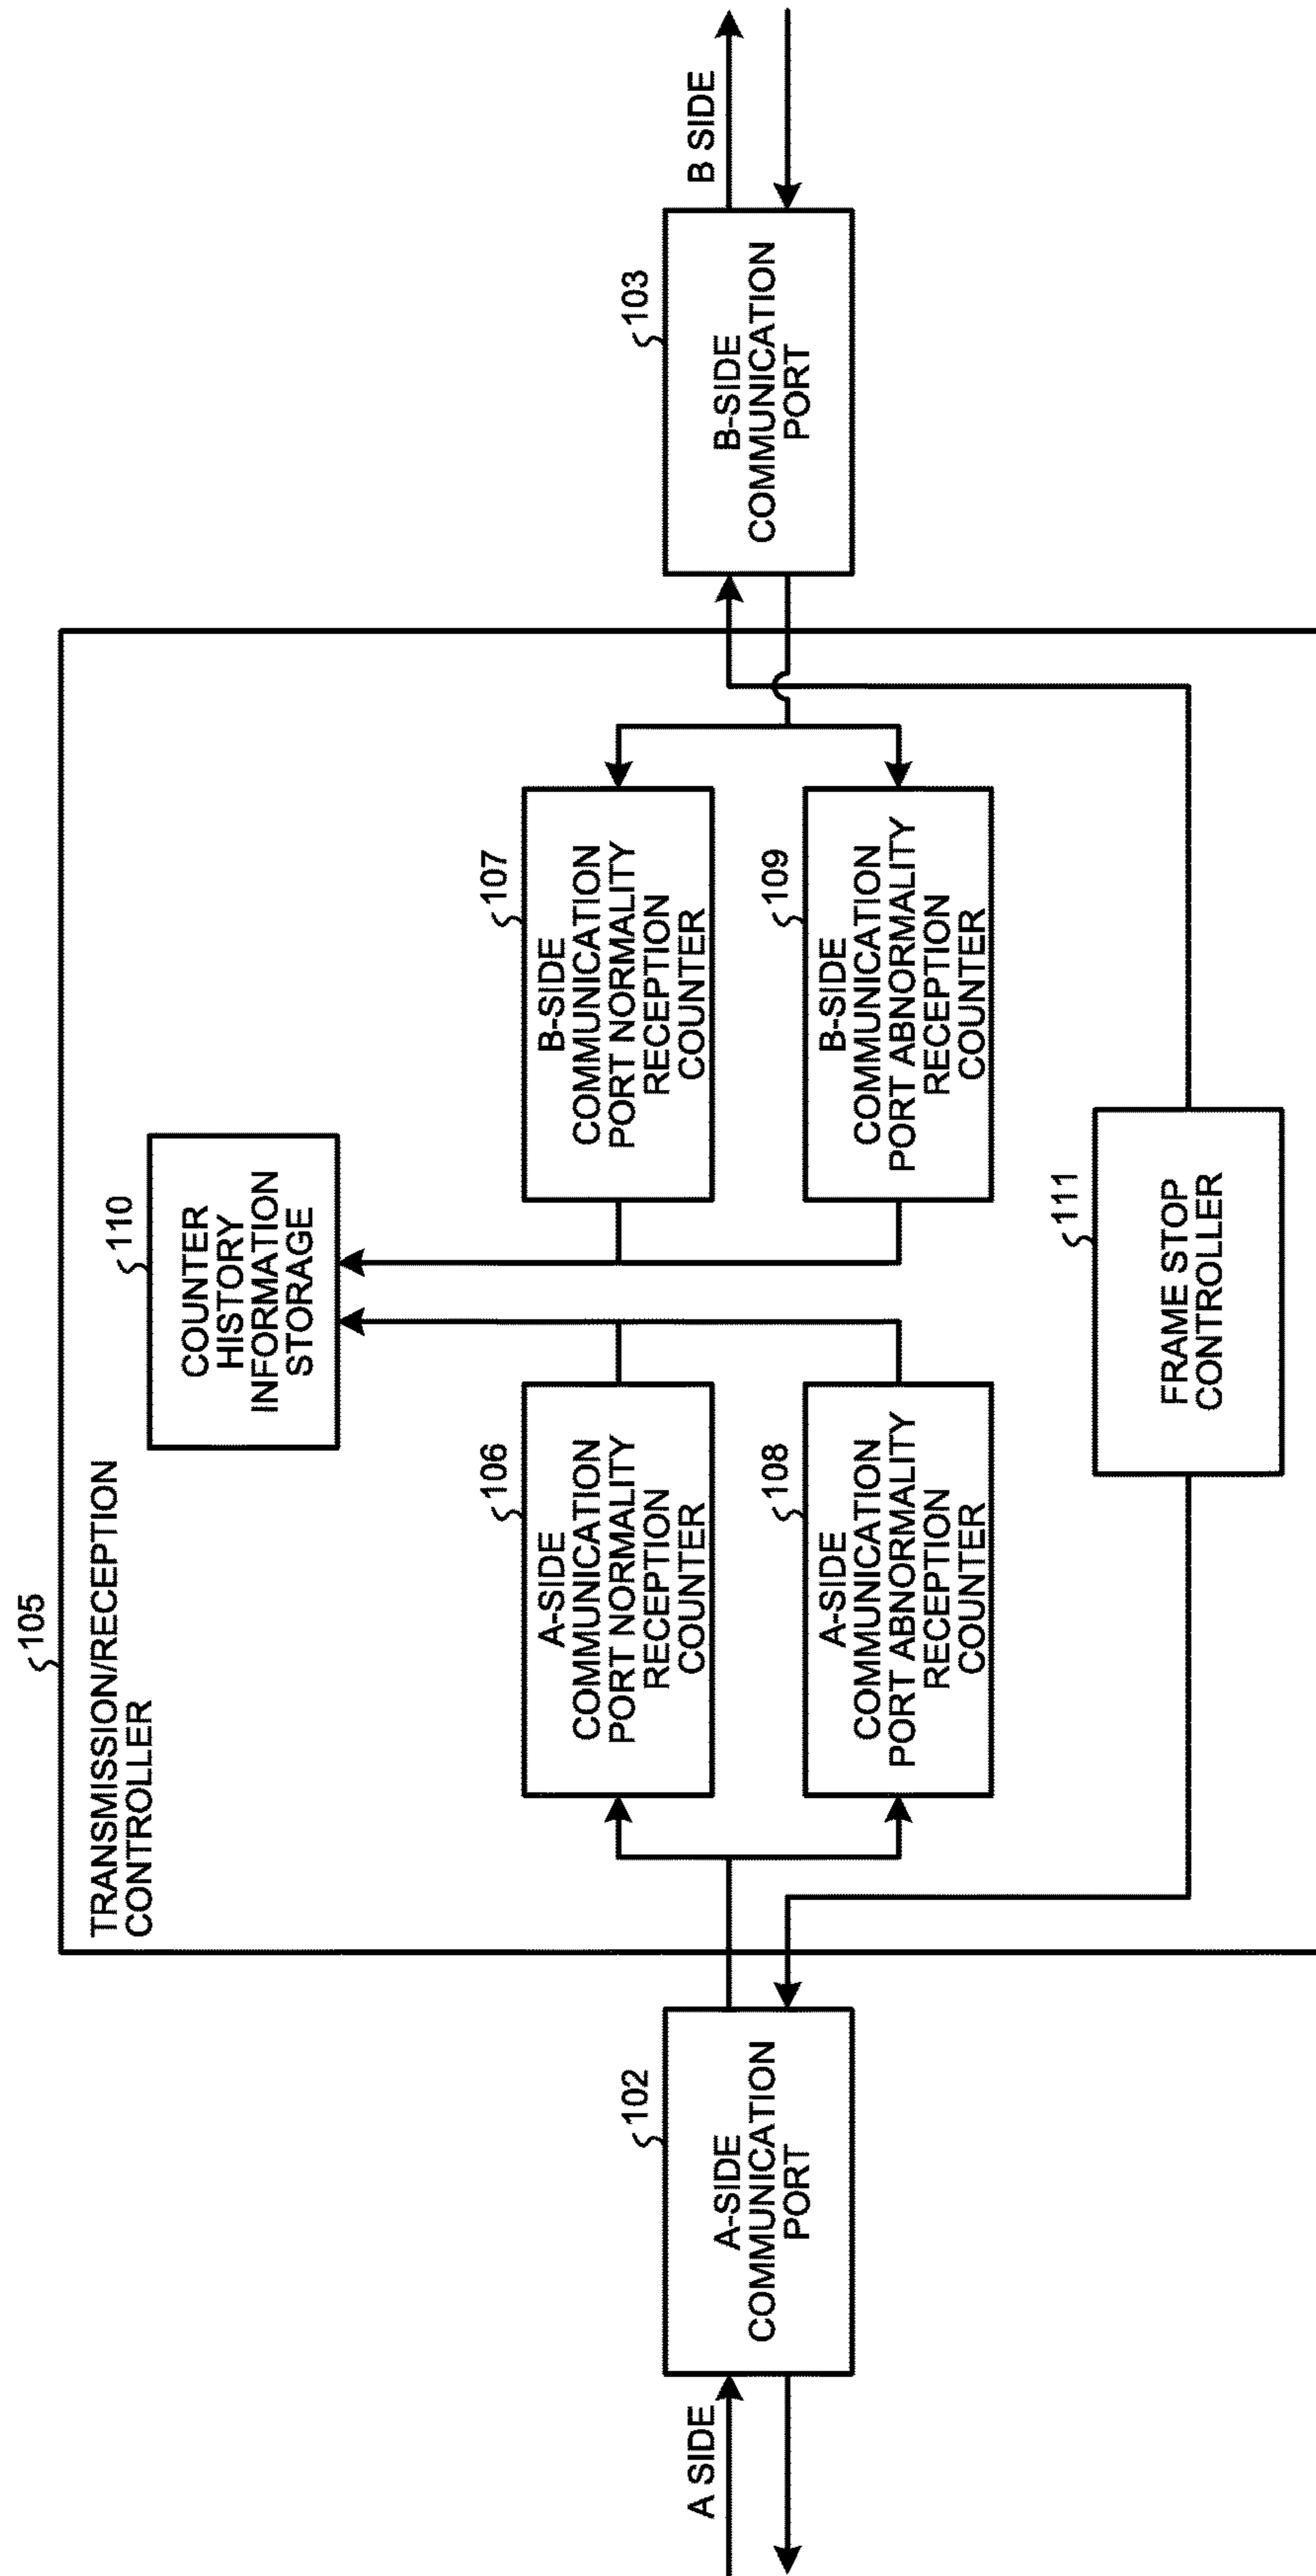 105
TRANSMISSION/RECEPTION
CONTROLLER
110
COUNTER
HISTORY
INFORMATION
STORAGE
A SIDE
102
A-SIDE
COMMUNICATION
PORT
106
A-SIDE
COMMUNICATION
PORT NORMALITY
RECEPTION
COUNTER
107
B-SIDE
COMMUNICATION
PORT NORMALITY
RECEPTION
COUNTER
103
B-SIDE
COMMUNICATION
PORT
B SIDE
108
A-SIDE
COMMUNICATION
PORT ABNORMALITY
RECEPTION
COUNTER
109
B-SIDE
COMMUNICATION
PORT ABNORMALITY
RECEPTION
COUNTER
111
FRAME STOP
CONTROLLER